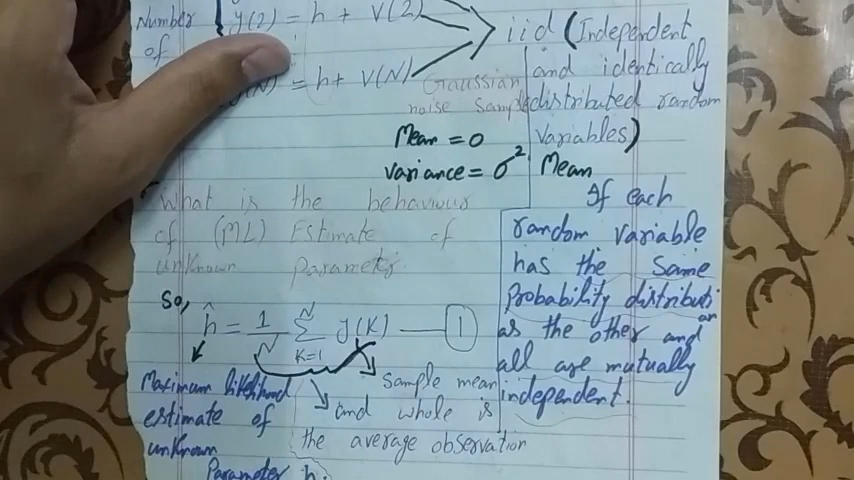 Number
of
y(2) = h + V(2)
y(N) = h + V(N)
iid (Independent
and identically
distributed random
variables)
Gaussian
noise sample
Mean = 0
variance = σ²
Mean
If each
random variable
has the same
Probability distributi
on
as the other and
all are mutually
independent.
What is the behaviour
of (ML) Estimate of
unknown Parameter.
So,
ĥ = 1/N Σ_{K=1}^{N} y(K) —— 1
Maximum likelihood
estimate of
unknown
Parameter h.
sample mean
and whole is
the average observation